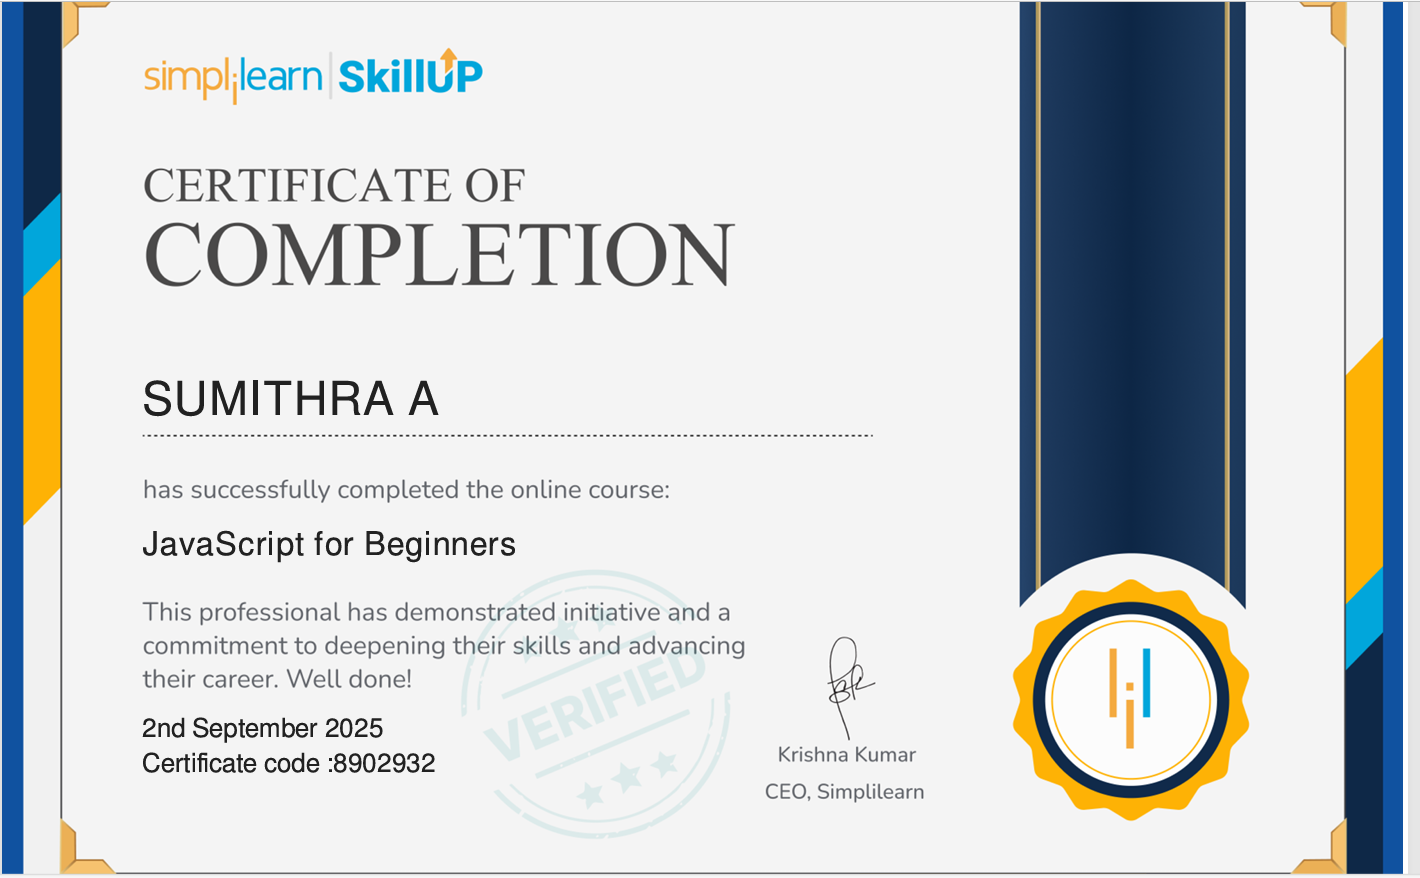 simplilearn | SkillUP
CERTIFICATE OF
COMPLETION
SUMITHRA A
has successfully completed the online course:
JavaScript for Beginners
This professional has demonstrated initiative and a
commitment to deepening their skills and advancing
their career. Well done!
2nd September 2025
Certificate code :8902932
VERIFIED
Krishna Kumar
CEO, Simplilearn